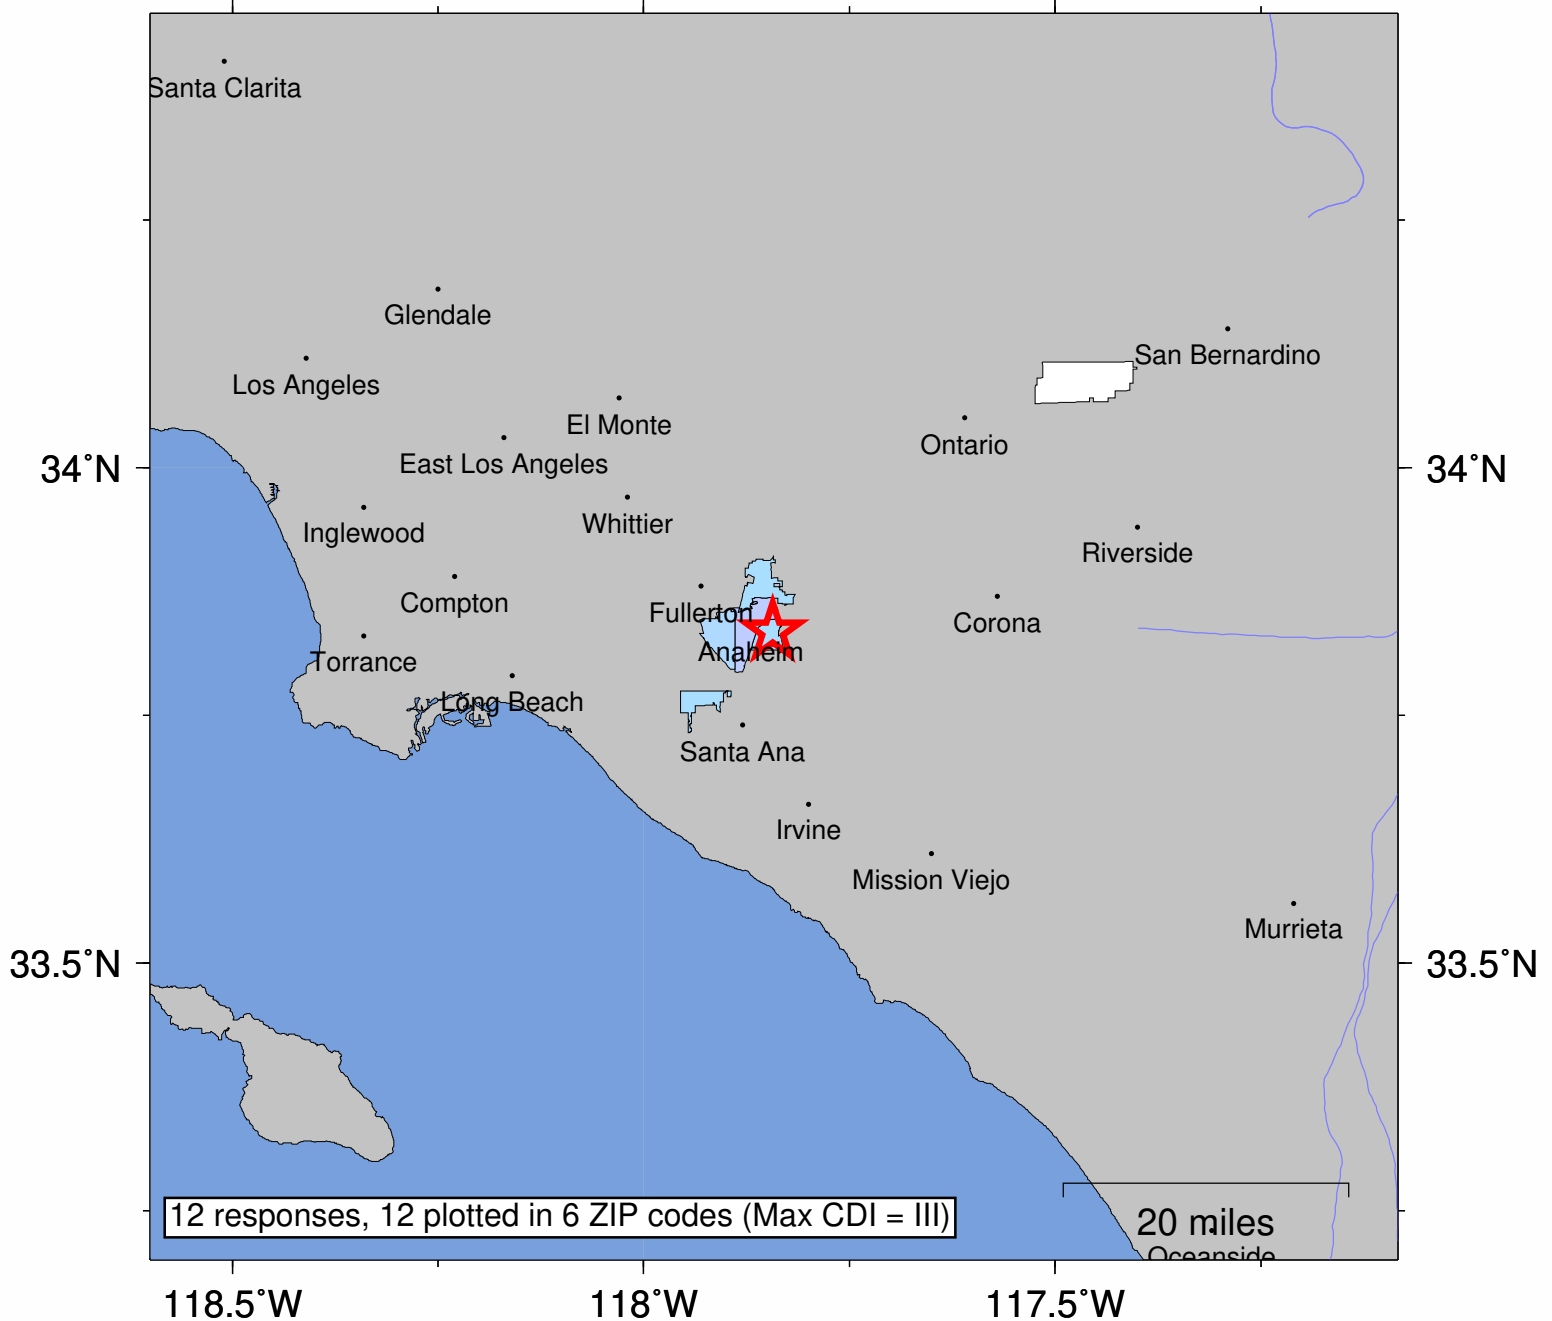 Santa Clarita
Glendale
San Bernardino
Los Angeles
El Monte
Ontario
East Los Angeles
34°N
34°N
Whittier
Inglewood
Riverside
Compton
Fullerton
Corona
Anaheim
Torrance
Long Beach
Santa Ana
Irvine
Mission Viejo
Murrieta
33.5°N
33.5°N
12 responses, 12 plotted in 6 ZIP codes (Max CDI = III)
20 miles
Oceanside
118.5°W
118°W
117.5°W